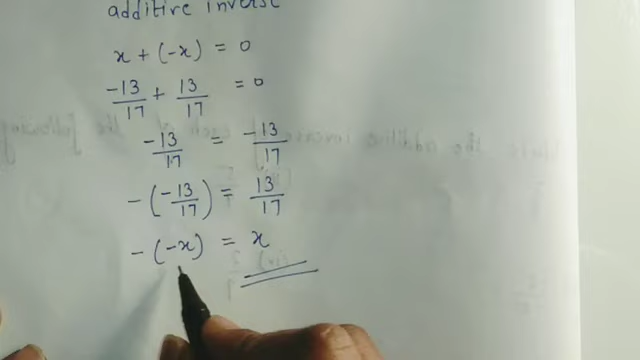 additive inverse
x + (-x) = 0
-13/17 + 13/17 = 0
-13/17 = -13/17
-(-13/17) = 13/17
-(-x) = x